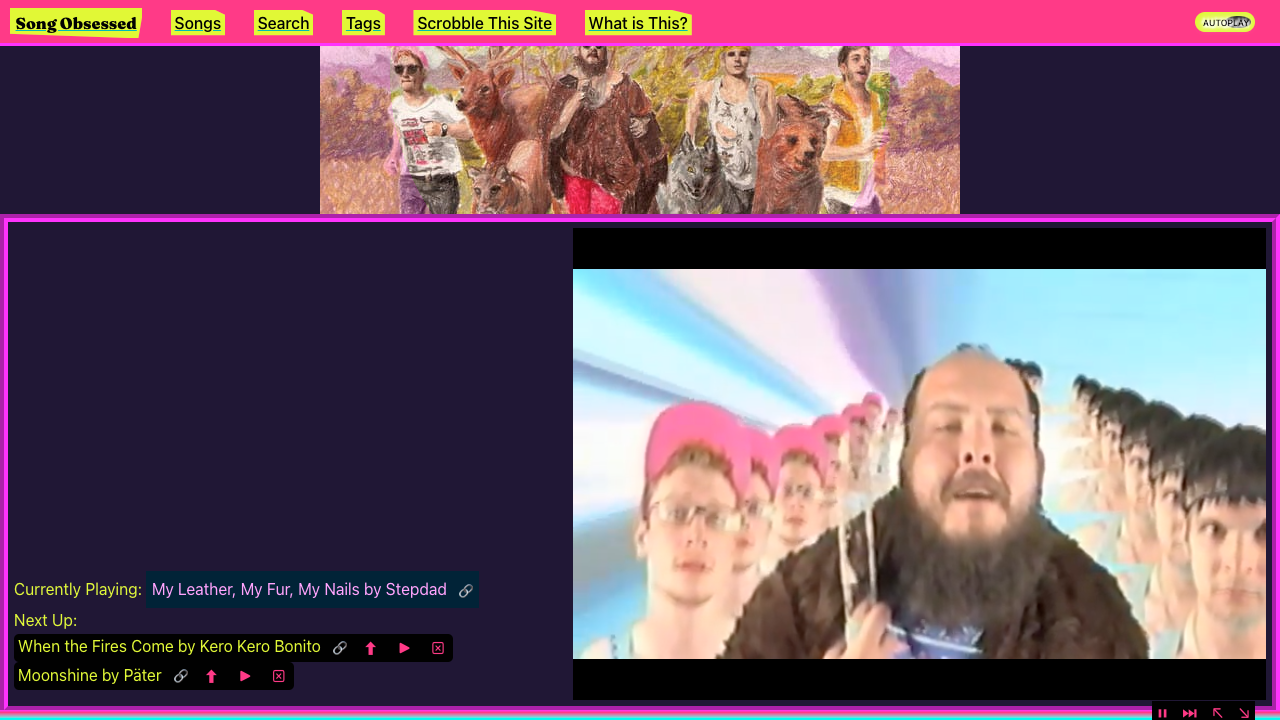 Song Obsessed Songs Search Tags Scrobble This Site What is This? AUTOPLAY
Currently Playing: My Leather, My Fur, My Nails by Stepdad
Next Up:
When the Fires Come by Kero Kero Bonito
Moonshine by Päter